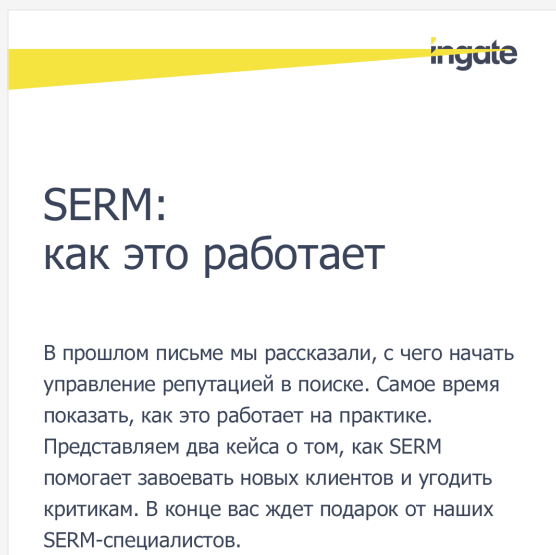 ingate
SERM:
как это работает
В прошлом письме мы рассказали, с чего начать
управление репутацией в поиске. Самое время
показать, как это работает на практике.
Представляем два кейса о том, как SERM
помогает завоевать новых клиентов и угодить
критикам. В конце вас ждет подарок от наших
SERM-специалистов.